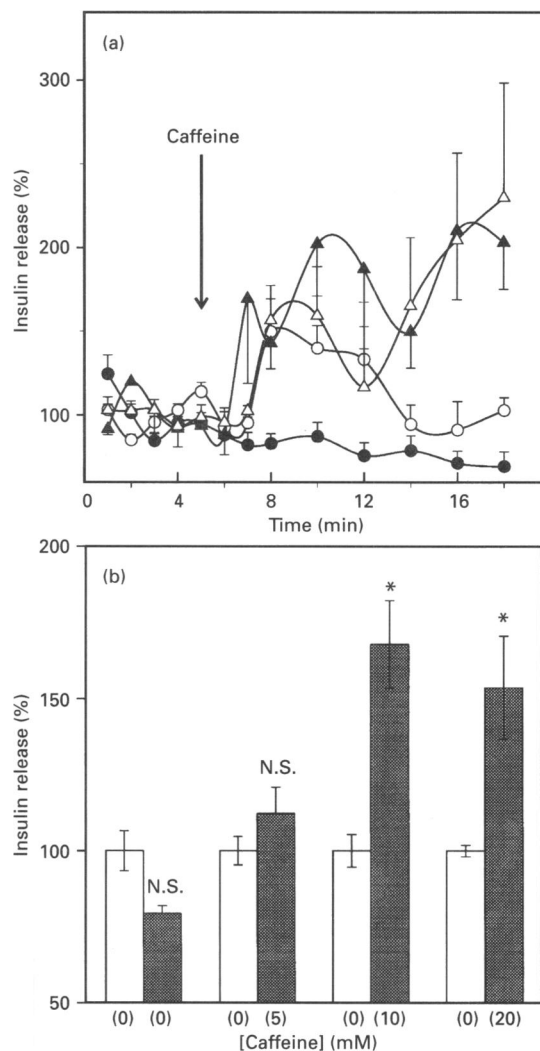 (a)
300
Caffeine
200
100
Insulin release (%)
0 4 8 12 16
Time (min)
200
(b)
*
*
150
N.S.
N.S.
100
Insulin release (%)
50
(0) (0) (0) (5) (0) (10) (0) (20)
[Caffeine] (mM)